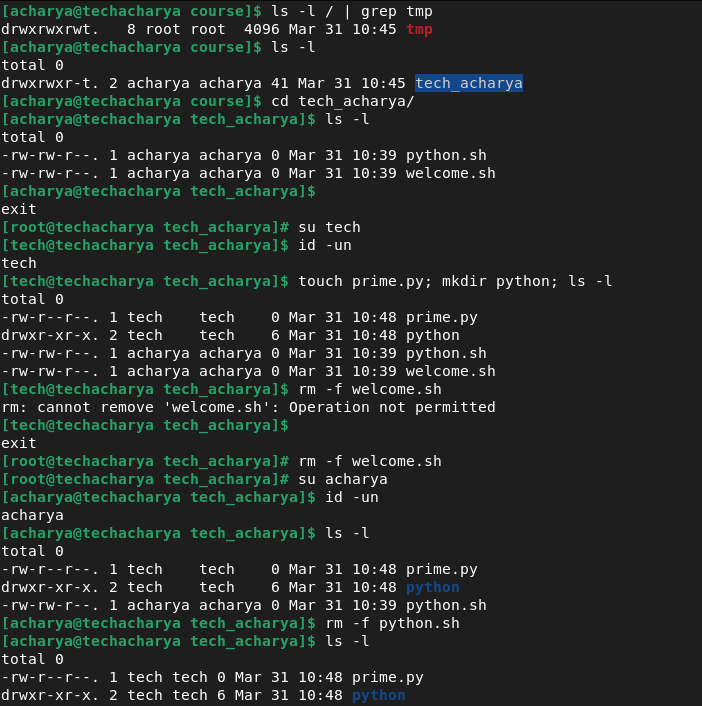 [acharya@techacharya course]$ ls -l / | grep tmp
drwxrwxrwt.   8 root root  4096 Mar 31 10:45 tmp
[acharya@techacharya course]$ ls -l
total 0
drwxrwxr-t. 2 acharya acharya 41 Mar 31 10:45 tech_acharya
[acharya@techacharya course]$ cd tech_acharya/
[acharya@techacharya tech_acharya]$ ls -l
total 0
-rw-rw-r--. 1 acharya acharya 0 Mar 31 10:39 python.sh
-rw-rw-r--. 1 acharya acharya 0 Mar 31 10:39 welcome.sh
[acharya@techacharya tech_acharya]$
exit
[root@techacharya tech_acharya]# su tech
[tech@techacharya tech_acharya]$ id -un
tech
[tech@techacharya tech_acharya]$ touch prime.py; mkdir python; ls -l
total 0
-rw-r--r--. 1 tech    tech    0 Mar 31 10:48 prime.py
drwxr-xr-x. 2 tech    tech    6 Mar 31 10:48 python
-rw-rw-r--. 1 acharya acharya 0 Mar 31 10:39 python.sh
-rw-rw-r--. 1 acharya acharya 0 Mar 31 10:39 welcome.sh
[tech@techacharya tech_acharya]$ rm -f welcome.sh
rm: cannot remove 'welcome.sh': Operation not permitted
[tech@techacharya tech_acharya]$
exit
[root@techacharya tech_acharya]# rm -f welcome.sh
[root@techacharya tech_acharya]# su acharya
[acharya@techacharya tech_acharya]$ id -un
acharya
[acharya@techacharya tech_acharya]$ ls -l
total 0
-rw-r--r--. 1 tech    tech    0 Mar 31 10:48 prime.py
drwxr-xr-x. 2 tech    tech    6 Mar 31 10:48 python
-rw-rw-r--. 1 acharya acharya 0 Mar 31 10:39 python.sh
[acharya@techacharya tech_acharya]$ rm -f python.sh
[acharya@techacharya tech_acharya]$ ls -l
total 0
-rw-r--r--. 1 tech tech 0 Mar 31 10:48 prime.py
drwxr-xr-x. 2 tech tech 6 Mar 31 10:48 python